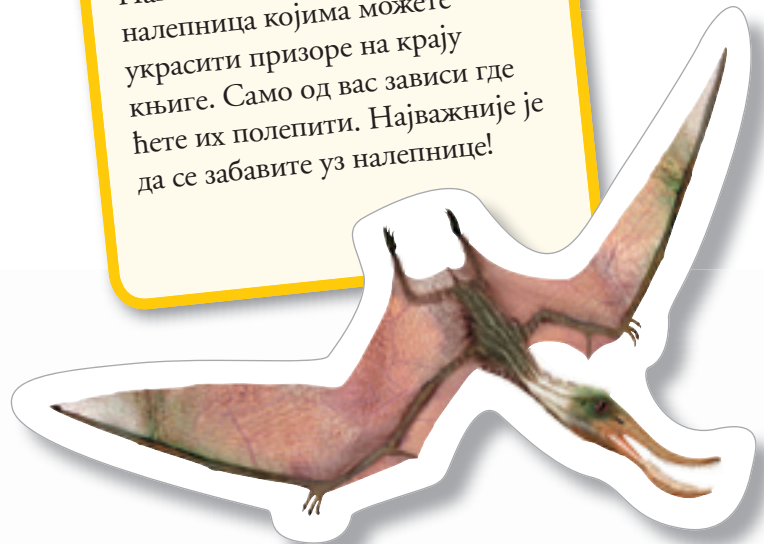 налепница којима можете
украсити призоре на крају
књиге. Само од вас зависи где
ћете их полепити. Најважније је
да се забавите уз налепнице!